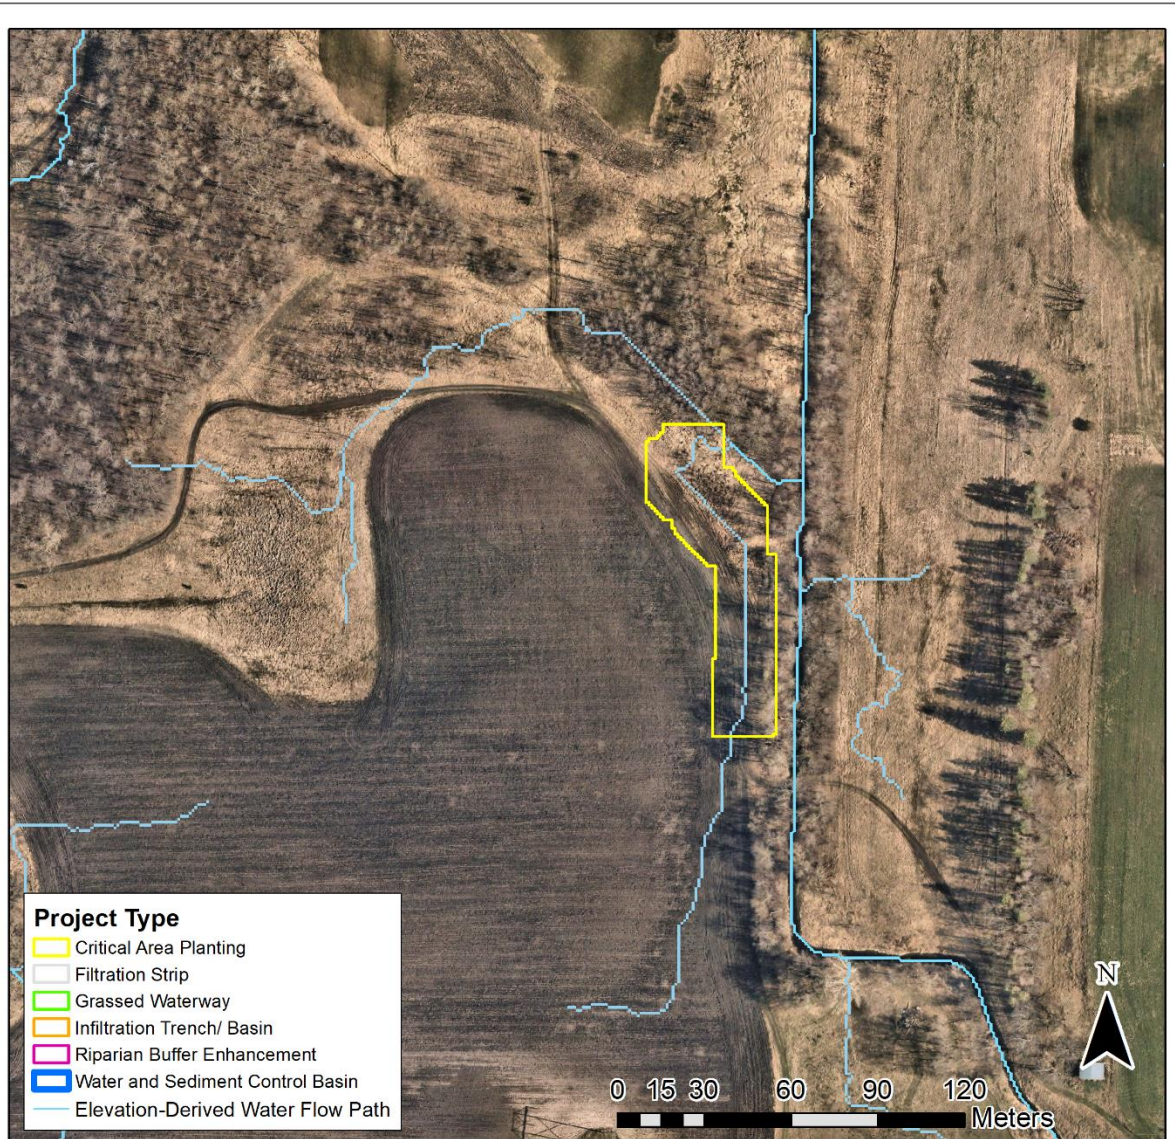 Project Type
Critical Area Planting
Filtration Strip
Grassed Waterway
Infiltration Trench/ Basin
Riparian Buffer Enhancement
Water and Sediment Control Basin
Elevation-Derived Water Flow Path
N
0 15 30 60 90 120
Meters